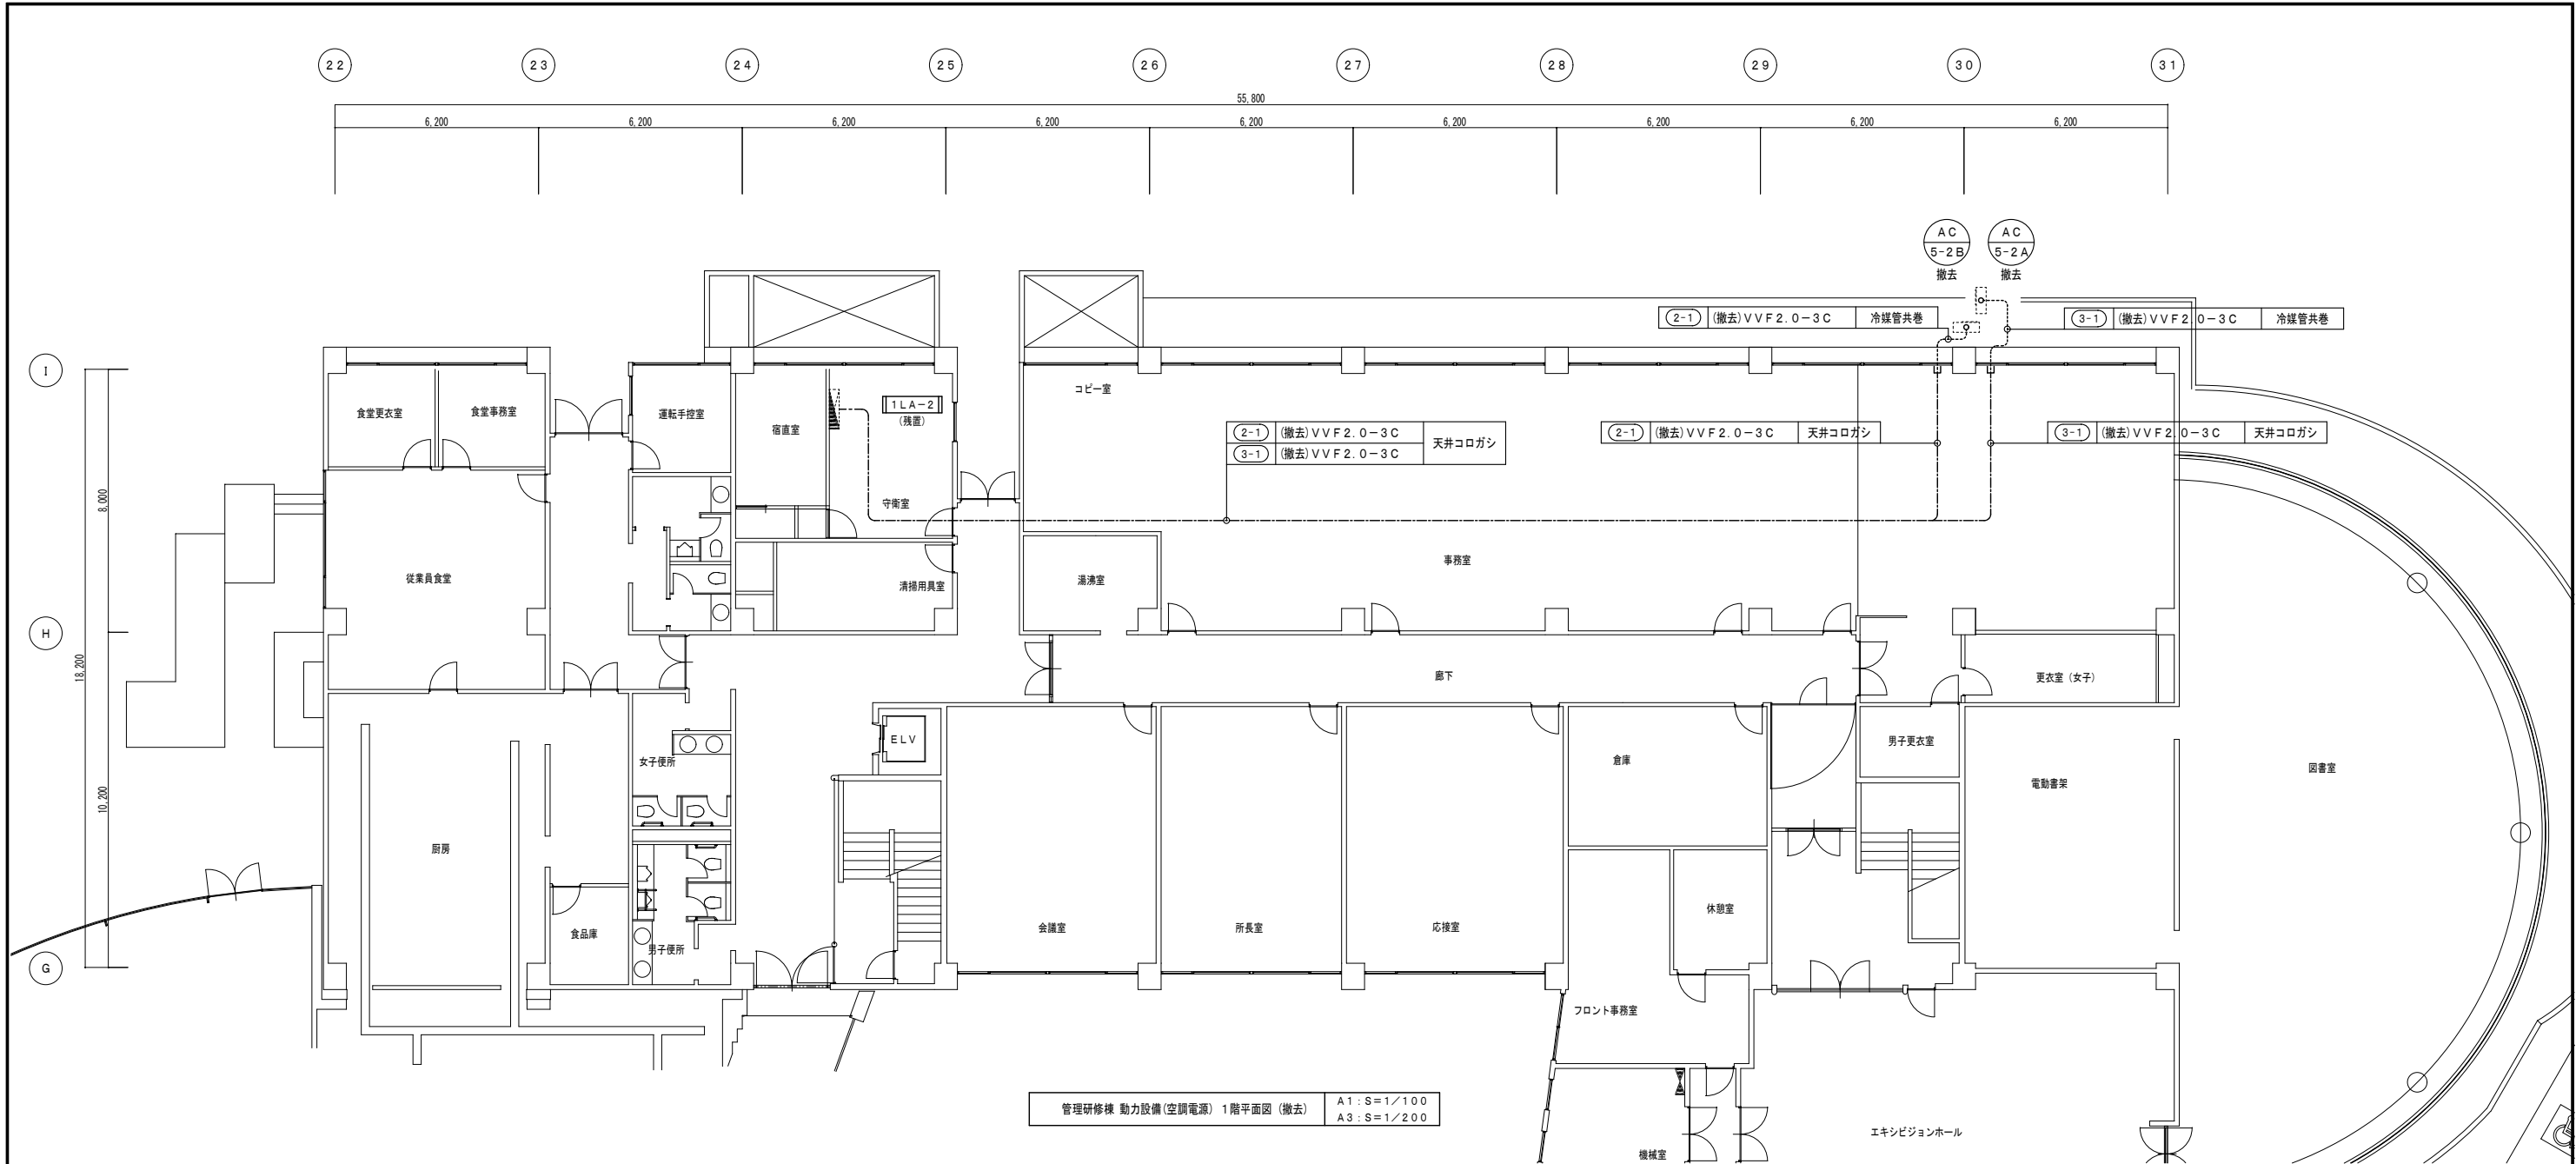 22
23
24
25
26
27
28
29
30
31
55,800
6,200
6,200
6,200
6,200
6,200
6,200
6,200
6,200
6,200
AC
5-2B
撤去
AC
5-2A
撤去
2-1 (撤去)VVF2.0-3C 冷媒管共巻
3-1 (撤去)VVF2.0-3C 冷媒管共巻
I
H
G
8,000
18,200
10,200
食堂更衣室
食堂事務室
運転手控室
宿直室
1LA-2
(残置)
守衛室
コピー室
2-1 (撤去)VVF2.0-3C
3-1 (撤去)VVF2.0-3C
天井コロガシ
2-1 (撤去)VVF2.0-3C 天井コロガシ
3-1 (撤去)VVF2.0-3C 天井コロガシ
従業員食堂
清掃用具室
湯沸室
事務室
廊下
更衣室(女子)
ELV
女子便所
倉庫
男子更衣室
電動書架
図書室
厨房
食品庫
男子便所
会議室
所長室
応接室
休憩室
フロント事務室
機械室
エキシビジョンホール
管理研修棟 動力設備(空調電源) 1階平面図 (撤去)
A1:S=1/100
A3:S=1/200